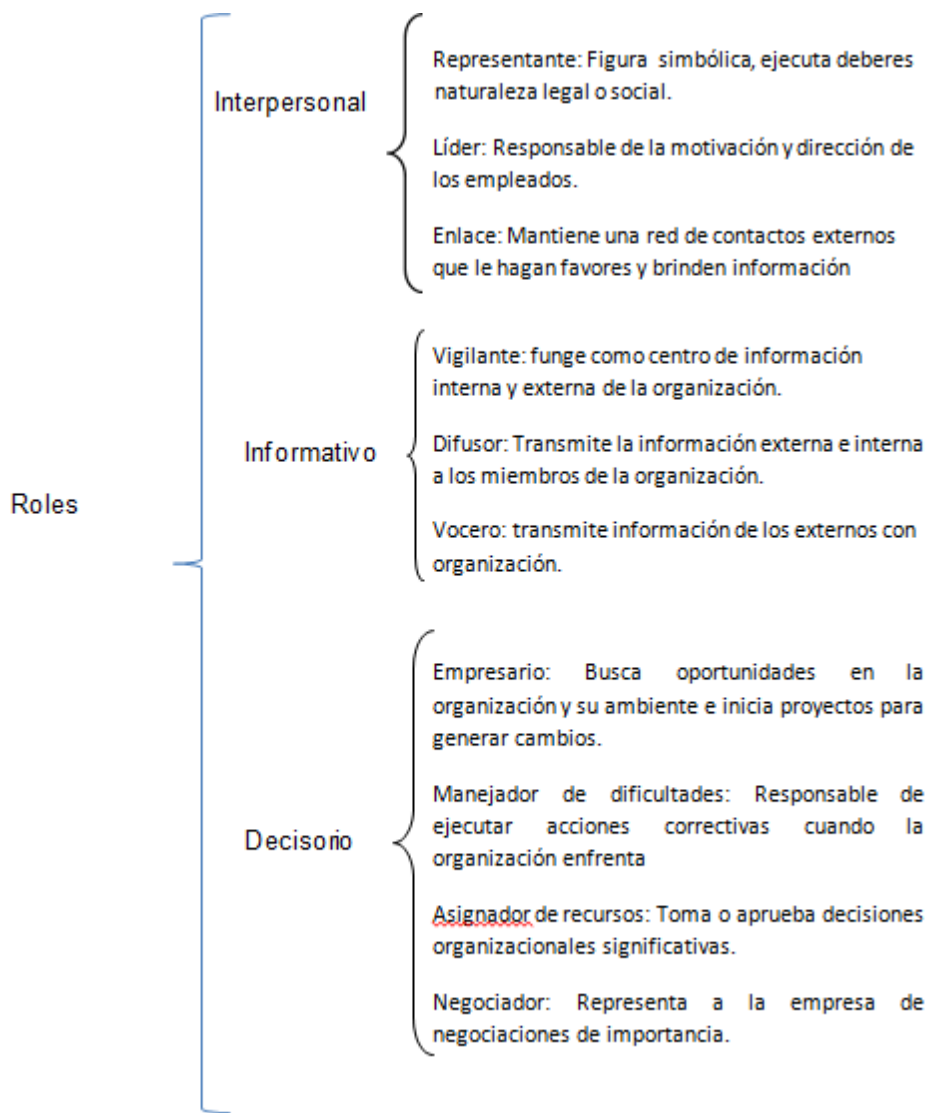 Roles
Interpersonal
Representante: Figura simbólica, ejecuta deberes
naturaleza legal o social.
Líder: Responsable de la motivación y dirección de
los empleados.
Enlace: Mantiene una red de contactos externos
que le hagan favores y brinden información
Informativo
Vigilante: funge como centro de información
interna y externa de la organización.
Difusor: Transmite la información externa e interna
a los miembros de la organización.
Vocero: transmite información de los externos con
organización.
Decisorio
Empresario: Busca oportunidades en la
organización y su ambiente e inicia proyectos para
generar cambios.
Manejador de dificultades: Responsable de
ejecutar acciones correctivas cuando la
organización enfrenta
Asignador de recursos: Toma o aprueba decisiones
organizacionales significativas.
Negociador: Representa a la empresa de
negociaciones de importancia.